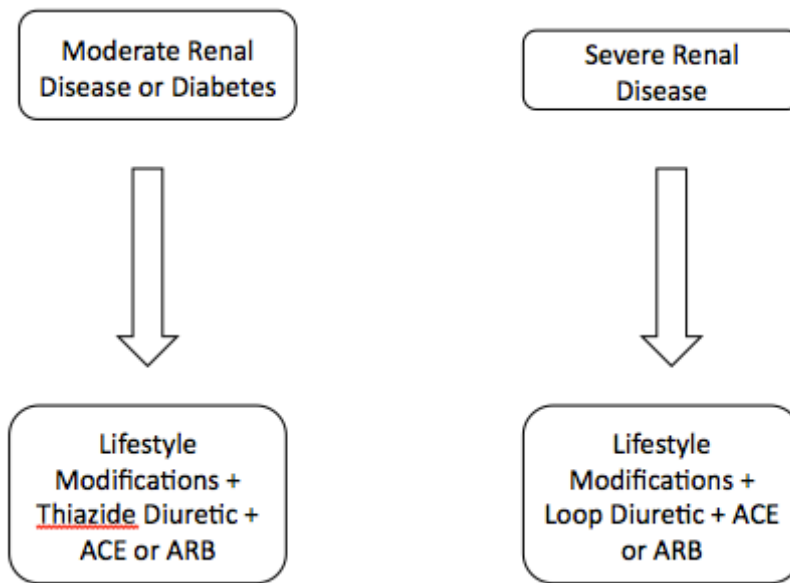 Moderate Renal
Disease or Diabetes
Severe Renal
Disease
Lifestyle
Modifications +
Thiazide Diuretic +
ACE or ARB
Lifestyle
Modifications +
Loop Diuretic + ACE
or ARB